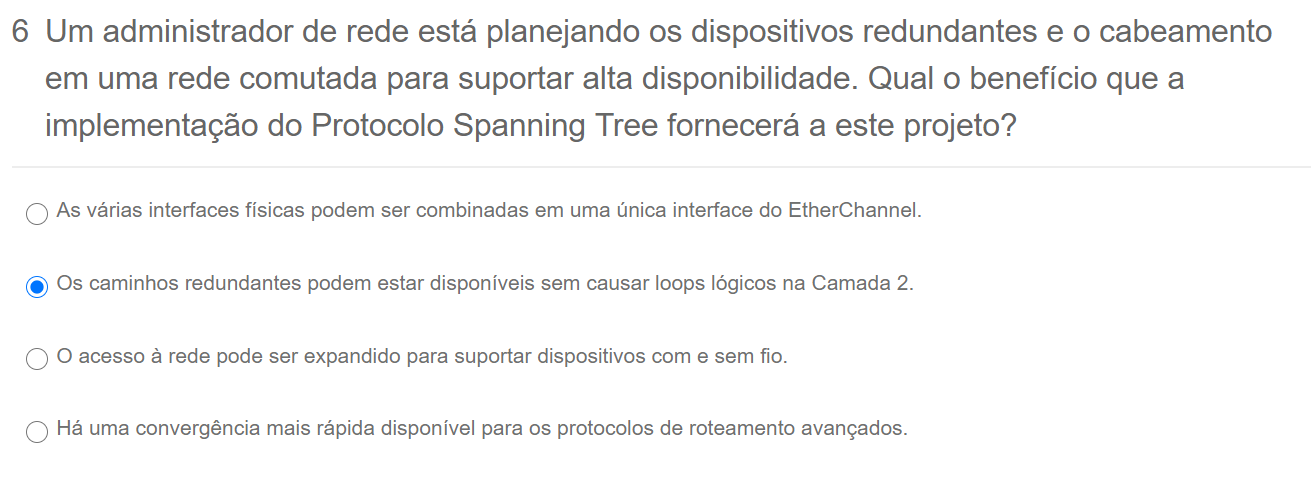 6 Um administrador de rede está planejando os dispositivos redundantes e o cabeamento
em uma rede comutada para suportar alta disponibilidade. Qual o benefício que a
implementação do Protocolo Spanning Tree fornecerá a este projeto?
As várias interfaces físicas podem ser combinadas em uma única interface do EtherChannel.
Os caminhos redundantes podem estar disponíveis sem causar loops lógicos na Camada 2.
O acesso à rede pode ser expandido para suportar dispositivos com e sem fio.
Há uma convergência mais rápida disponível para os protocolos de roteamento avançados.